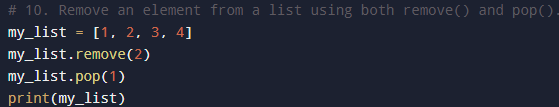 # 10. Remove an element from a list using both remove() and pop().
my_list = [1, 2, 3, 4]
my_list.remove(2)
my_list.pop(1)
print(my_list)